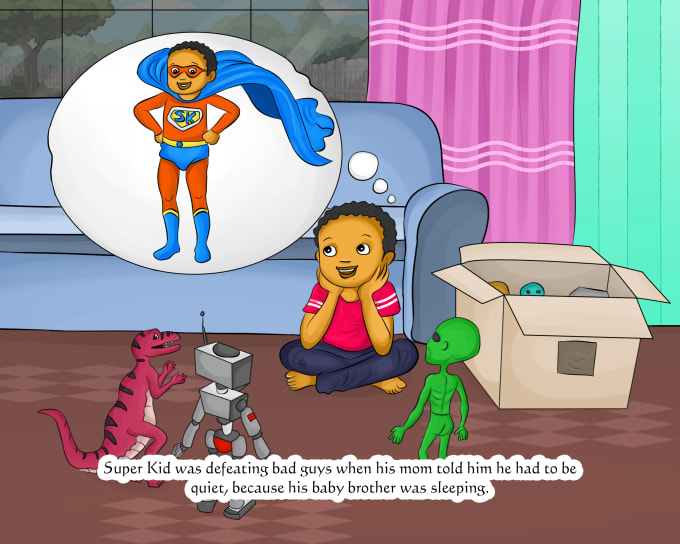 SK
Super Kid was defeating bad guys when his mom told him he had to be
quiet, because his baby brother was sleeping.